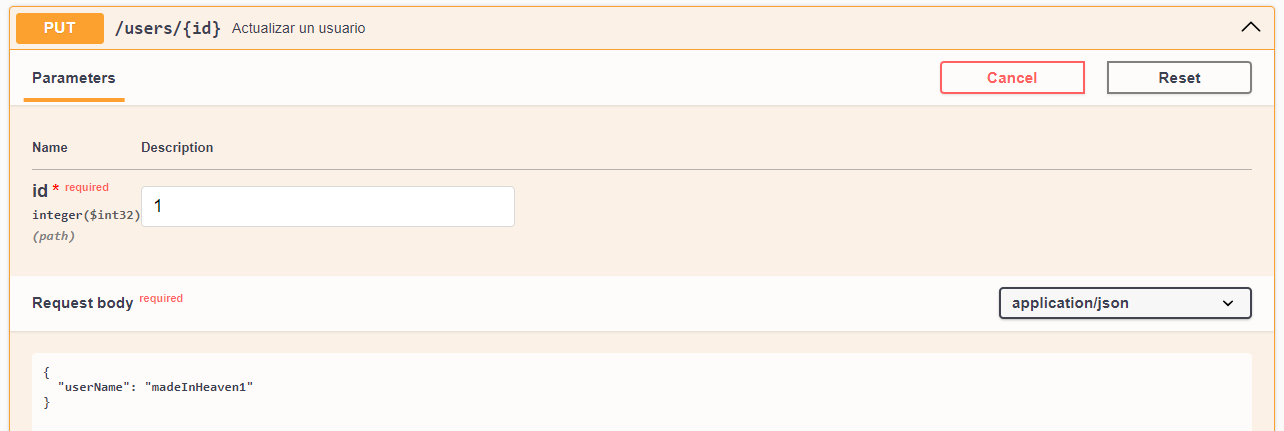 PUT /users/{id} Actualizar un usuario
Parameters Cancel Reset
Name Description
id * required
integer($int32) 1
(path)
Request body required application/json
{
"userName": "madeInHeaven1"
}